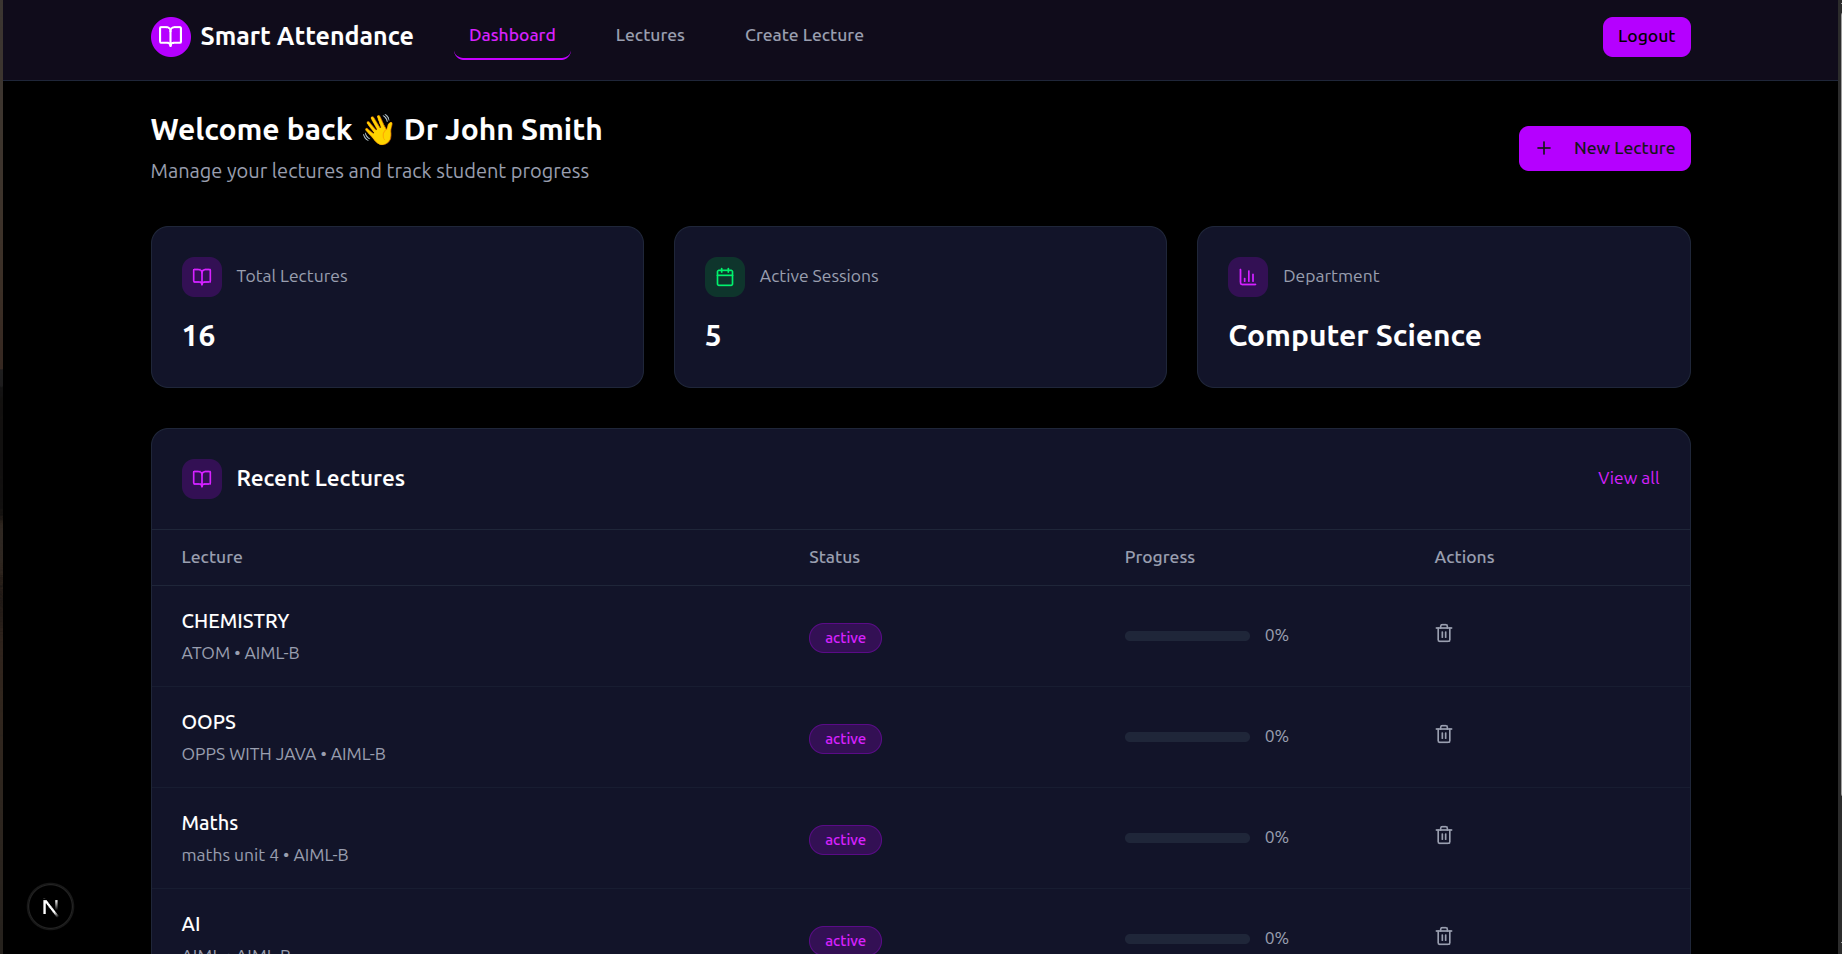 Smart Attendance Dashboard Lectures Create Lecture Logout
Welcome back 👋 Dr John Smith
Manage your lectures and track student progress
+ New Lecture
Total Lectures
16
Active Sessions
5
Department
Computer Science
Recent Lectures View all
Lecture Status Progress Actions
CHEMISTRY
ATOM • AIML-B
active 0%
OOPS
OPPS WITH JAVA • AIML-B
active 0%
Maths
maths unit 4 • AIML-B
active 0%
AI
active 0%
N